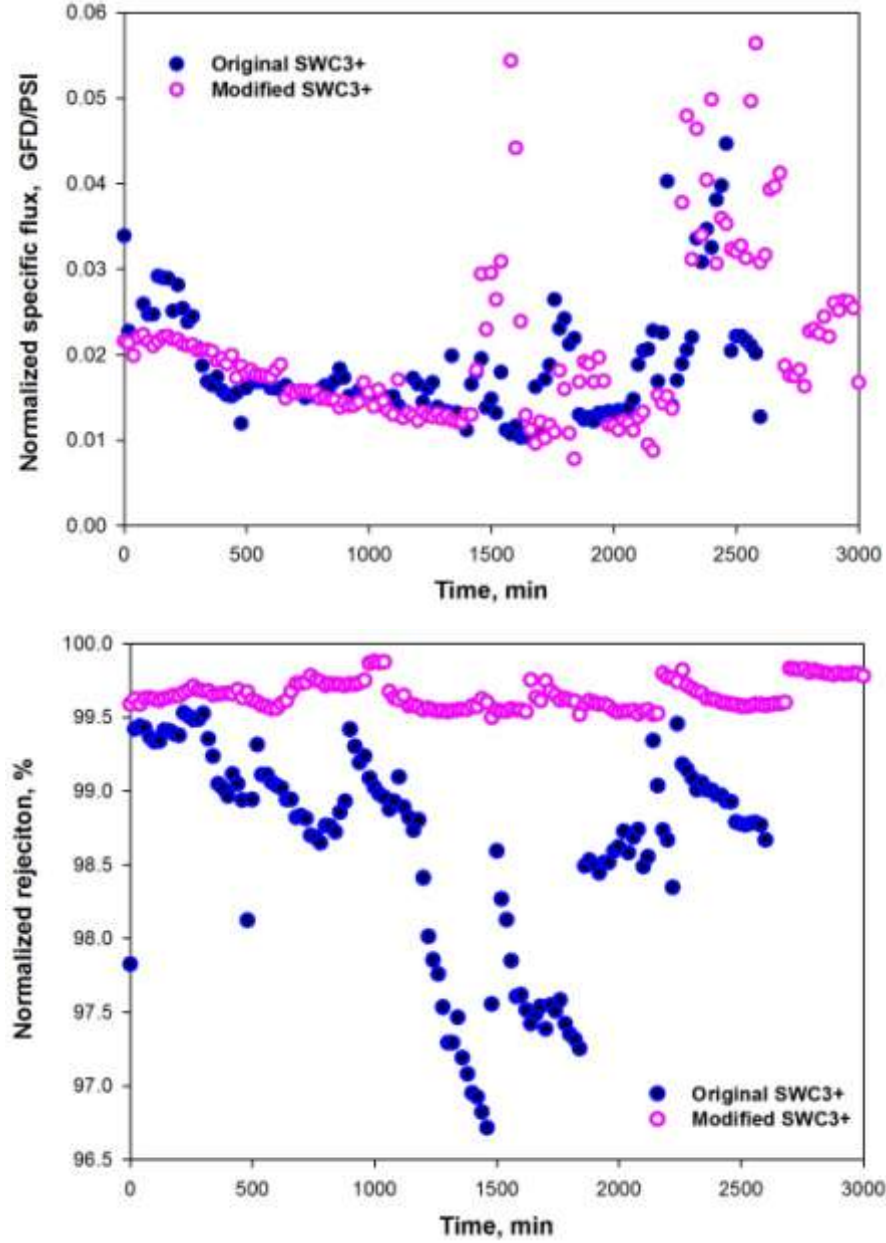 0.06
Original SWC3+
Modified SWC3+
0.05
0.04
0.03
0.02
0.01
0.00
Normalized specific flux, GFD/PSI
0 500 1000 1500 2000 2500 3000
Time, min
100.0
99.5
99.0
98.5
98.0
97.5
97.0
96.5
Normalized rejeciton, %
Original SWC3+
Modified SWC3+
0 500 1000 1500 2000 2500 3000
Time, min